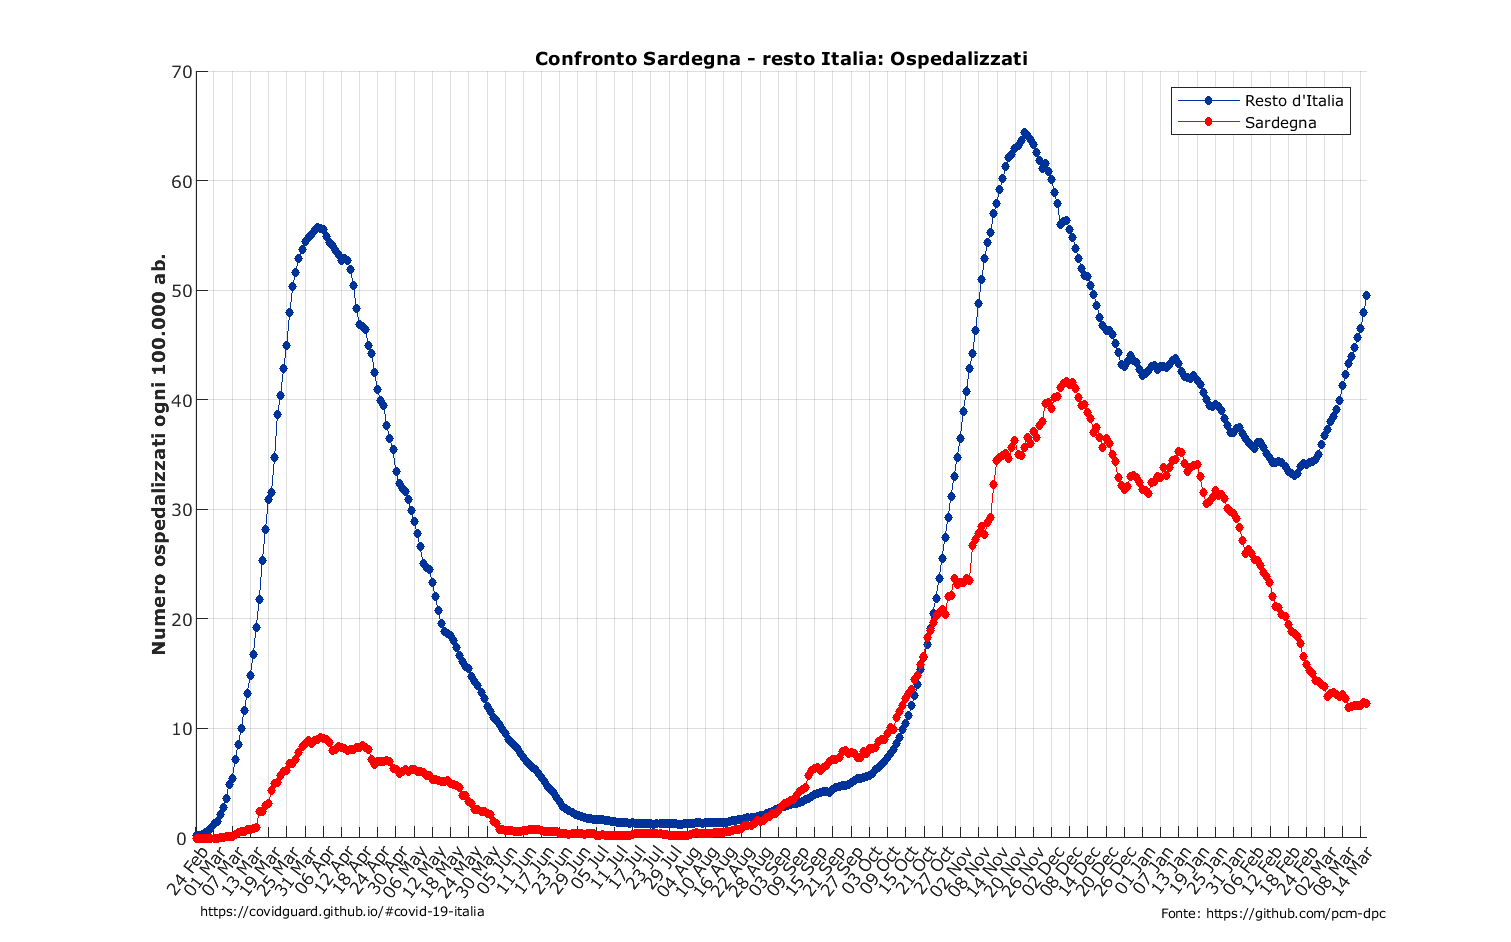 Confronto Sardegna - resto Italia: Ospedalizzati
Numero ospedalizzati ogni 100.000 ab.
70
60
50
40
30
20
10
0
Resto d'Italia
Sardegna
24 Feb
01 Mar
07 Mar
13 Mar
19 Mar
25 Mar
31 Mar
06 Apr
12 Apr
18 Apr
24 Apr
30 Apr
06 May
12 May
18 May
24 May
30 May
05 Jun
11 Jun
17 Jun
23 Jun
29 Jun
05 Jul
11 Jul
17 Jul
23 Jul
29 Jul
04 Aug
10 Aug
16 Aug
22 Aug
28 Aug
03 Sep
09 Sep
15 Sep
21 Sep
27 Sep
03 Oct
09 Oct
15 Oct
21 Oct
27 Oct
02 Nov
08 Nov
14 Nov
20 Nov
26 Nov
02 Dec
08 Dec
14 Dec
20 Dec
26 Dec
01 Jan
07 Jan
13 Jan
19 Jan
25 Jan
31 Jan
06 Feb
12 Feb
18 Feb
24 Feb
02 Mar
08 Mar
14 Mar
https://covidguard.github.io/#covid-19-italia
Fonte: https://github.com/pcm-dpc